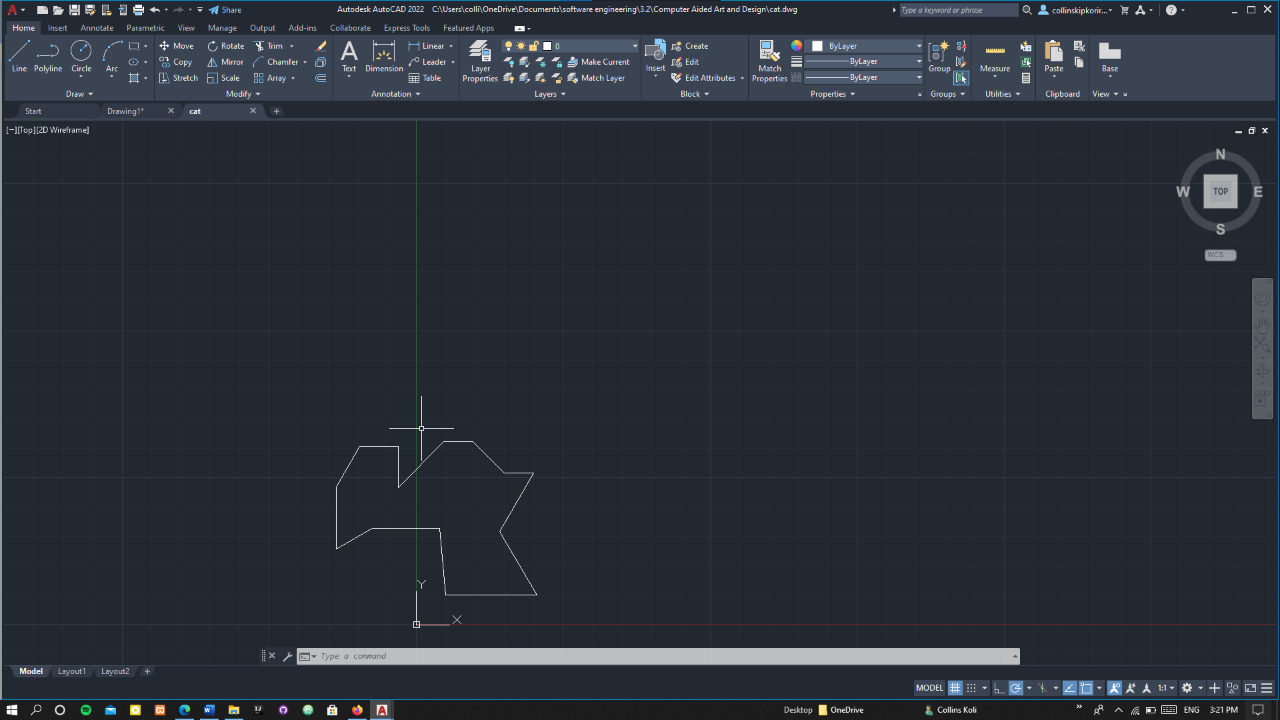 Share
Autodesk AutoCAD 2022 C:\Users\colli\OneDrive\Documents\software engineering\3.2\Computer Aided Art and Design\cat.dwg
Type a keyword or phrase
collinskipkorir...
Home Insert Annotate Parametric View Manage Output Add-ins Collaborate Express Tools Featured Apps
Line Polyline Circle Arc
Draw
Move Rotate Trim
Copy Mirror Chamfer
Stretch Scale Array
Modify
Text Dimension
Linear
Leader
Table
Annotation
Layer Properties
0
Make Current
Match Layer
Layers
Insert
Create
Edit
Edit Attributes
Block
Match Properties
ByLayer
ByLayer
ByLayer
Properties
Group
Groups
Measure
Utilities
Paste
Clipboard
Base
View
Start Drawing1* cat
[−][Top][2D Wireframe]
N
W TOP E
S
WCS
Y
X
Type a command
Model Layout1 Layout2
MODEL 1:1
Desktop OneDrive Collins Koli ENG 3:21 PM